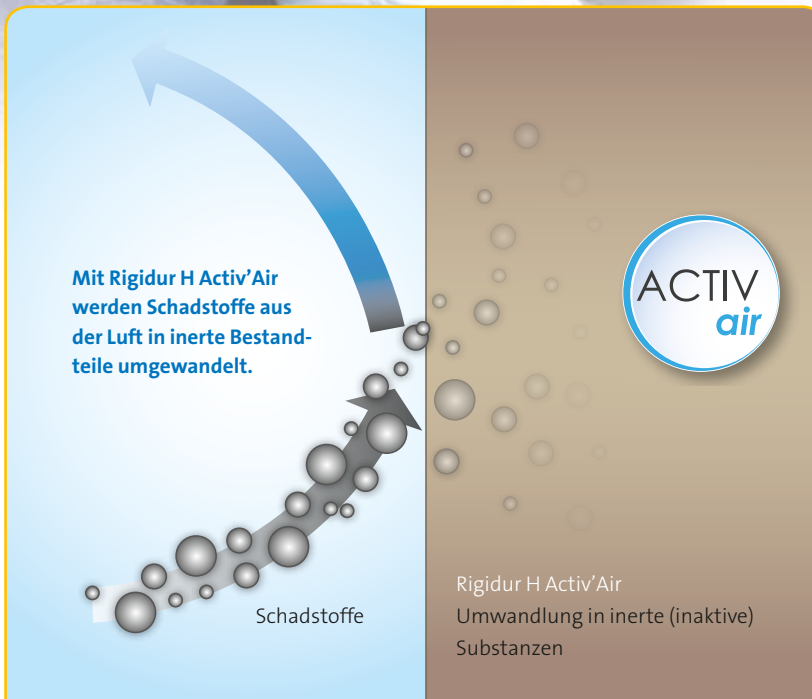 Mit Rigidur H Activ’Air
werden Schadstoffe aus
der Luft in inerte Bestand-
teile umgewandelt.
ACTIV
air
Schadstoffe
Rigidur H Activ’Air
Umwandlung in inerte (inaktive)
Substanzen